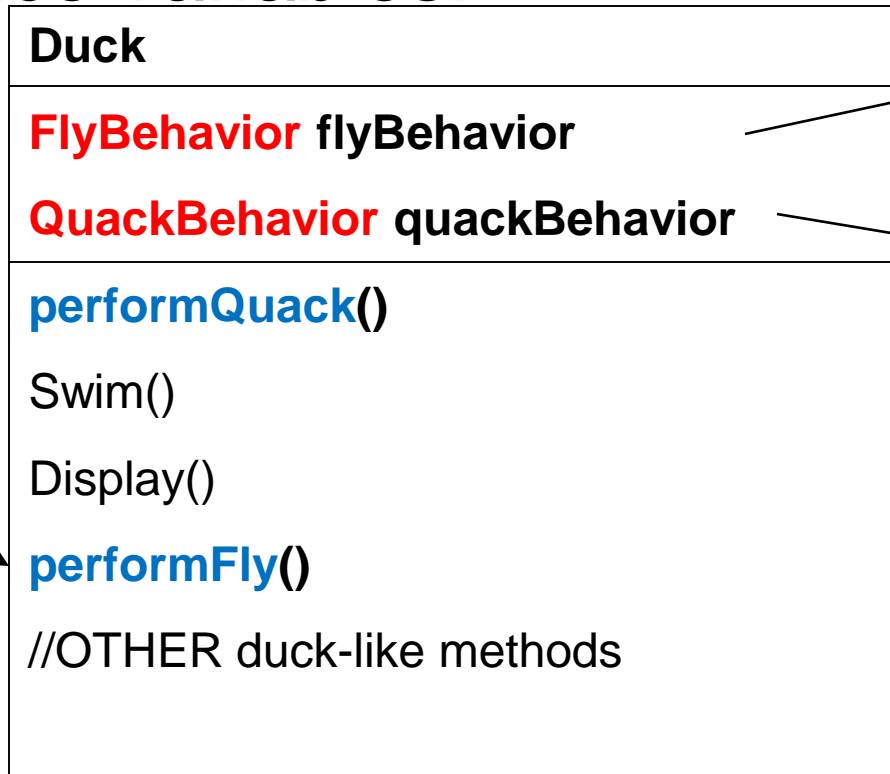 Duck
FlyBehavior flyBehavior
QuackBehavior quackBehavior
performQuack()
Swim()
Display()
performFly()
//OTHER duck-like methods